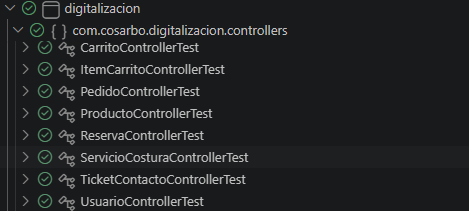 digitalizacion
{ } com.cosarbo.digitalizacion.controllers
CarritoControllerTest
ItemCarritoControllerTest
PedidoControllerTest
ProductoControllerTest
ReservaControllerTest
ServicioCosturaControllerTest
TicketContactoControllerTest
UsuarioControllerTest